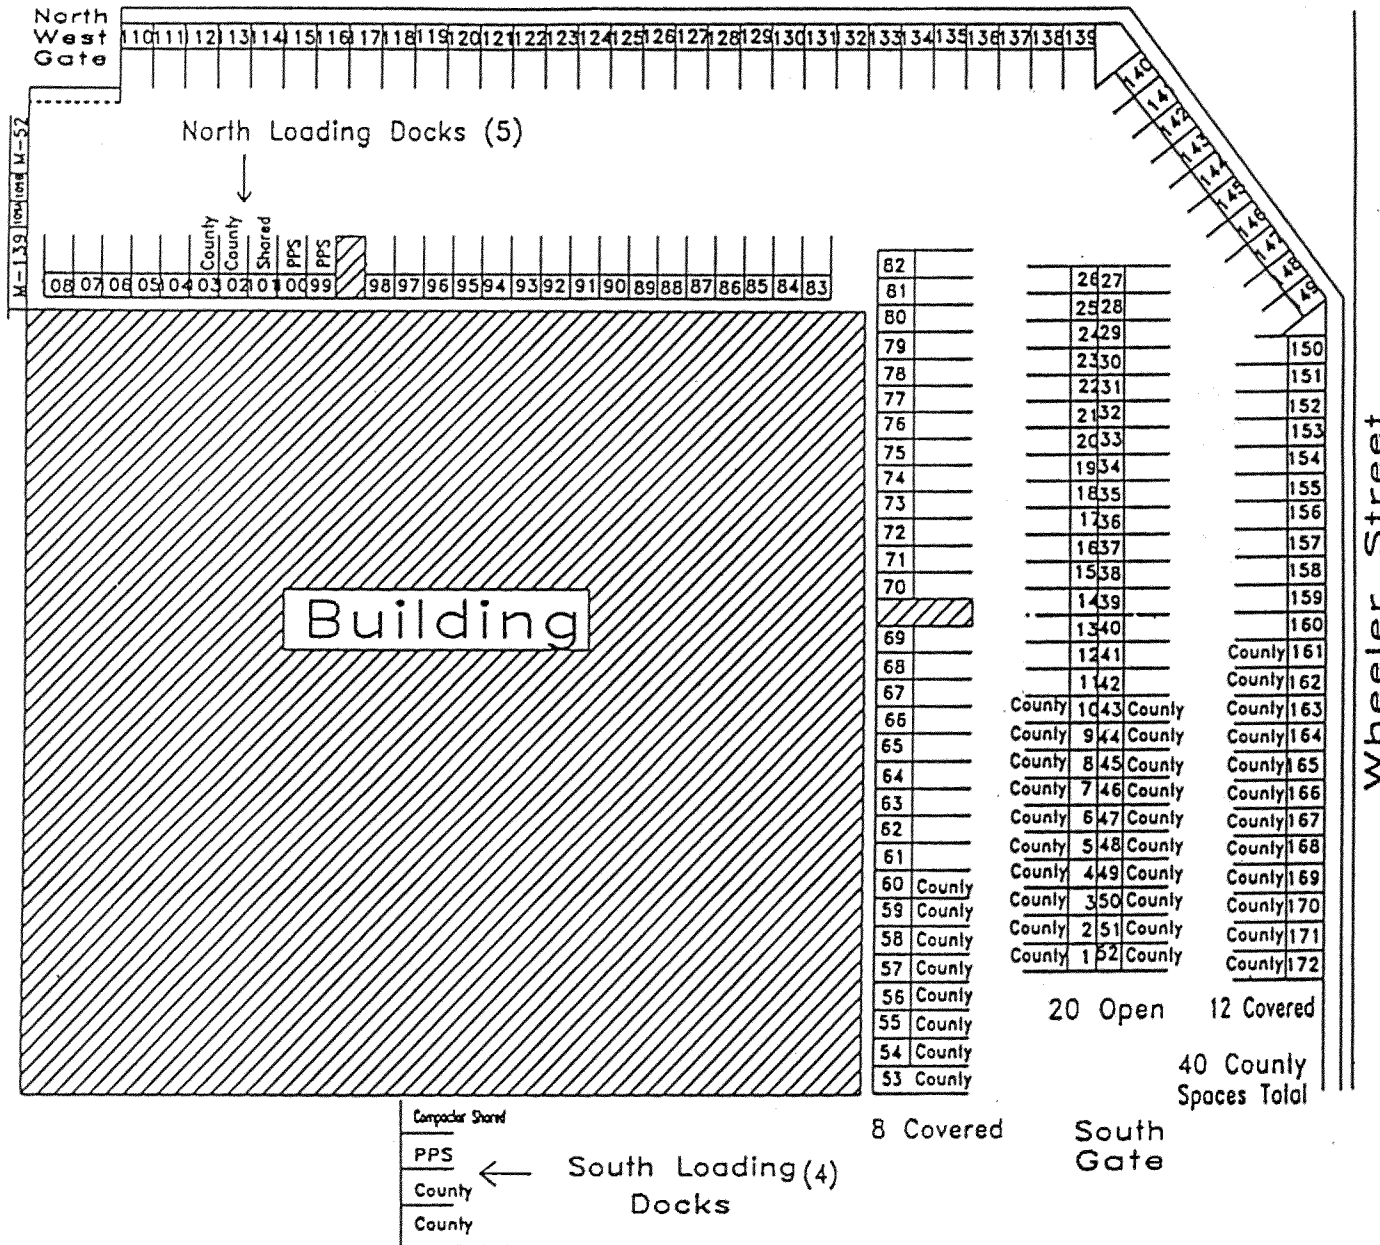 North
West
Gate
110 111 112 113 114 115 116 117 118 119 120 121 122 123 124 125 126 127 128 129 130 131 132 133 134 135 136 137 138 139
140
14
142
143
144
145
146
147
48
49
M-52
M-139
North Loading Docks (5)
County County Shared PPS PPS
08 07 06 05 04 03 02 101 00 99 98 97 96 95 94 93 92 91 90 89 88 87 86 85 84 83
82
81
80
79
78
77
76
75
74
73
72
71
70
69
68
67
66
65
64
63
62
61
60 County
59 County
58 County
57 County
56 County
55 County
54 County
53 County
8 Covered
26 27
25 28
24 29
23 30
22 31
21 32
20 33
19 34
18 35
17 36
16 37
15 38
14 39
13 40
12 41
11 42
County 10 43 County
County 9 44 County
County 8 45 County
County 7 46 County
County 6 47 County
County 5 48 County
County 4 49 County
County 3 50 County
County 2 51 County
County 1 52 County
20 Open
150
151
152
153
154
155
156
157
158
159
160
County 161
County 162
County 163
County 164
County 165
County 166
County 167
County 168
County 169
County 170
County 171
County 172
12 Covered
40 County
Spaces Total
Wheeler Street
Building
South
Gate
Compactor Shared
PPS
County
County
South Loading (4)
Docks